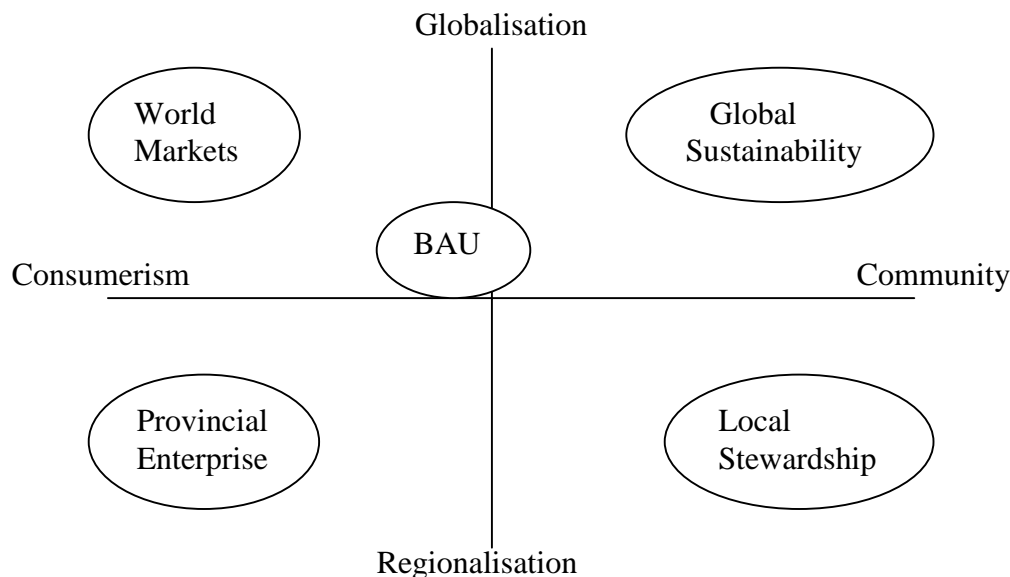 Globalisation
World
Markets
Global
Sustainability
BAU
Consumerism
Community
Provincial
Enterprise
Local
Stewardship
Regionalisation